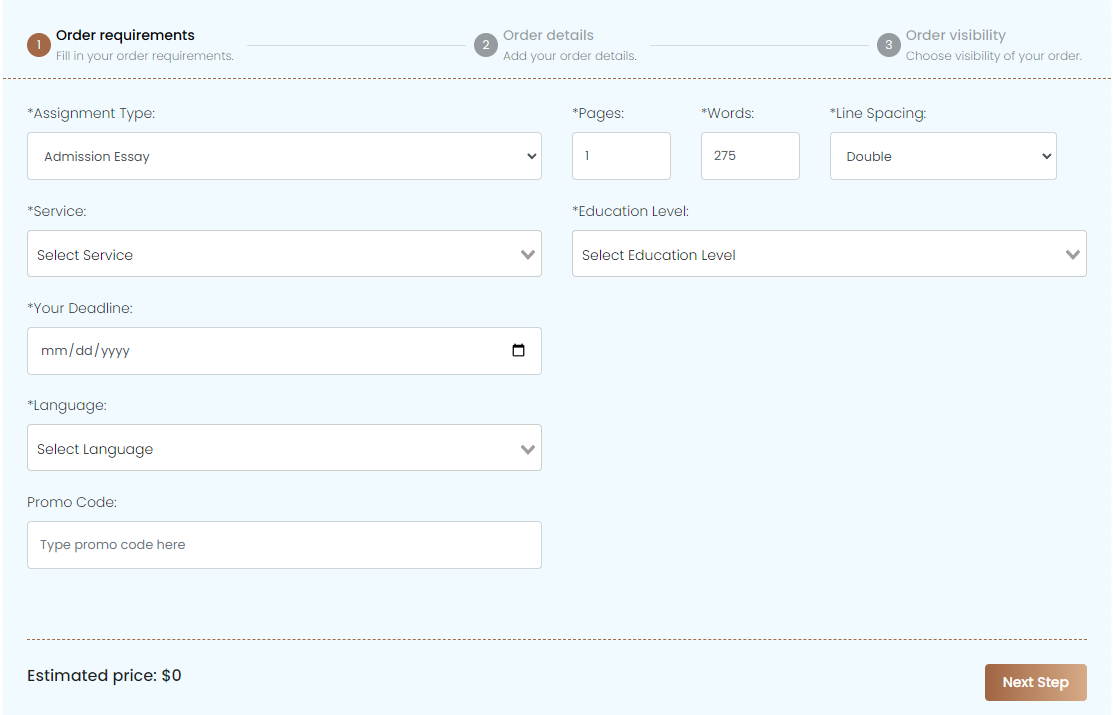 1 Order requirements
Fill in your order requirements.
2 Order details
Add your order details.
3 Order visibility
Choose visibility of your order.
*Assignment Type:
Admission Essay
*Pages:
1
*Words:
275
*Line Spacing:
Double
*Service:
Select Service
*Education Level:
Select Education Level
*Your Deadline:
mm/dd/yyyy
*Language:
Select Language
Promo Code:
Type promo code here
Estimated price: $0
Next Step